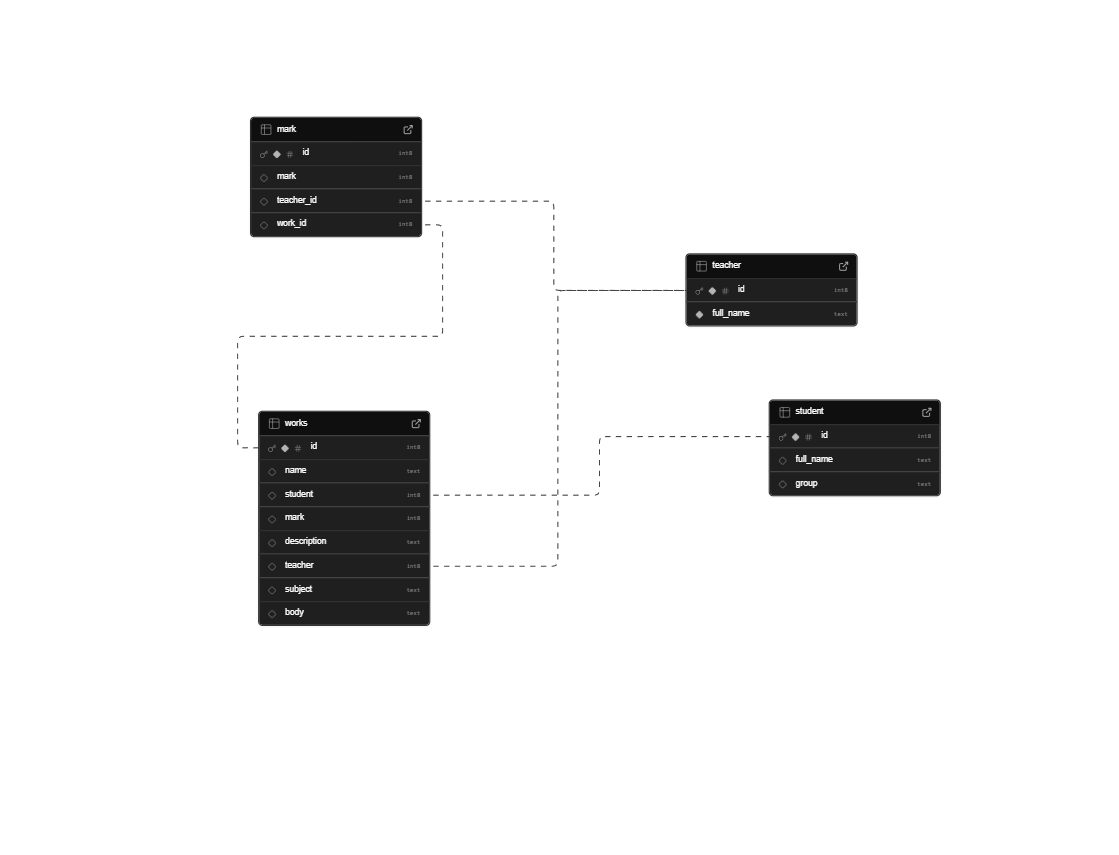 mark
id int8
mark int8
teacher_id int8
work_id int8
teacher
id int8
full_name text
student
id int8
full_name text
group text
works
id int8
name text
student int8
mark int8
description text
teacher int8
subject text
body text